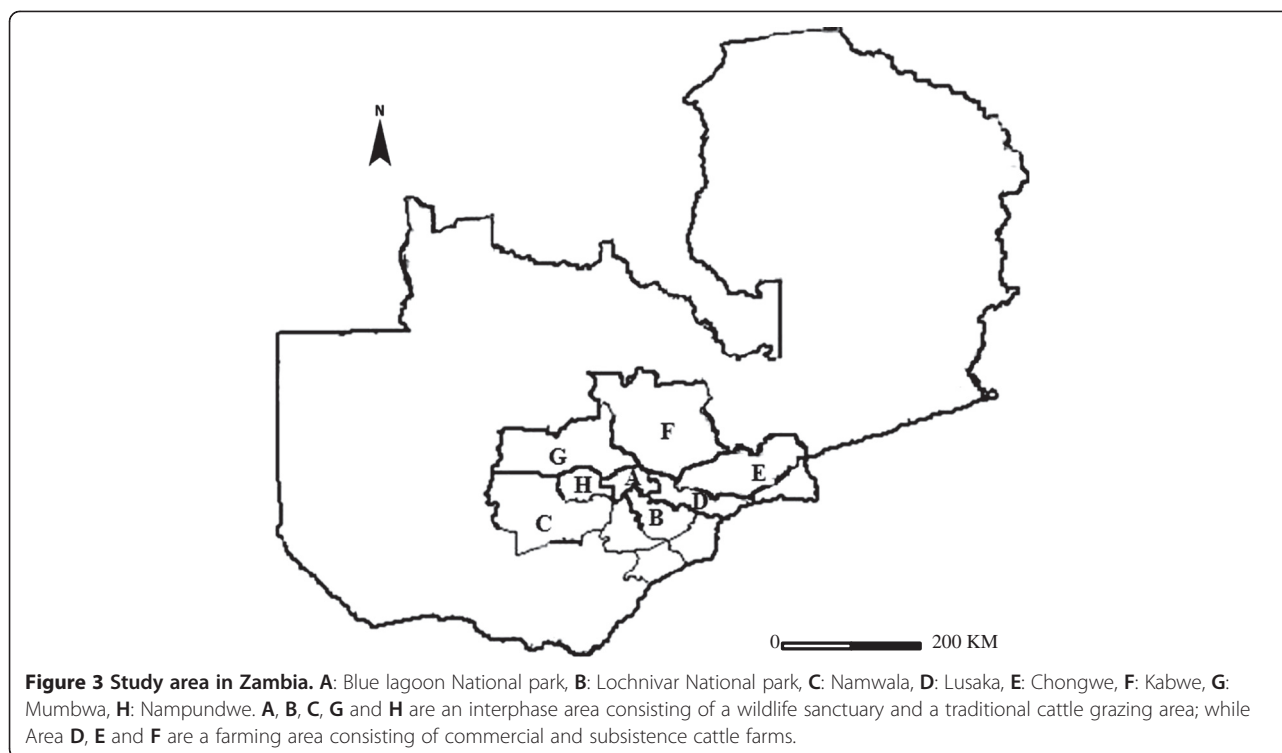 N
F
G
E
A
H
D
B
C
0 200 KM
Figure 3 Study area in Zambia. A: Blue lagoon National park, B: Lochnivar National park, C: Namwala, D: Lusaka, E: Chongwe, F: Kabwe, G:
Mumbwa, H: Nampundwe. A, B, C, G and H are an interphase area consisting of a wildlife sanctuary and a traditional cattle grazing area; while
Area D, E and F are a farming area consisting of commercial and subsistence cattle farms.